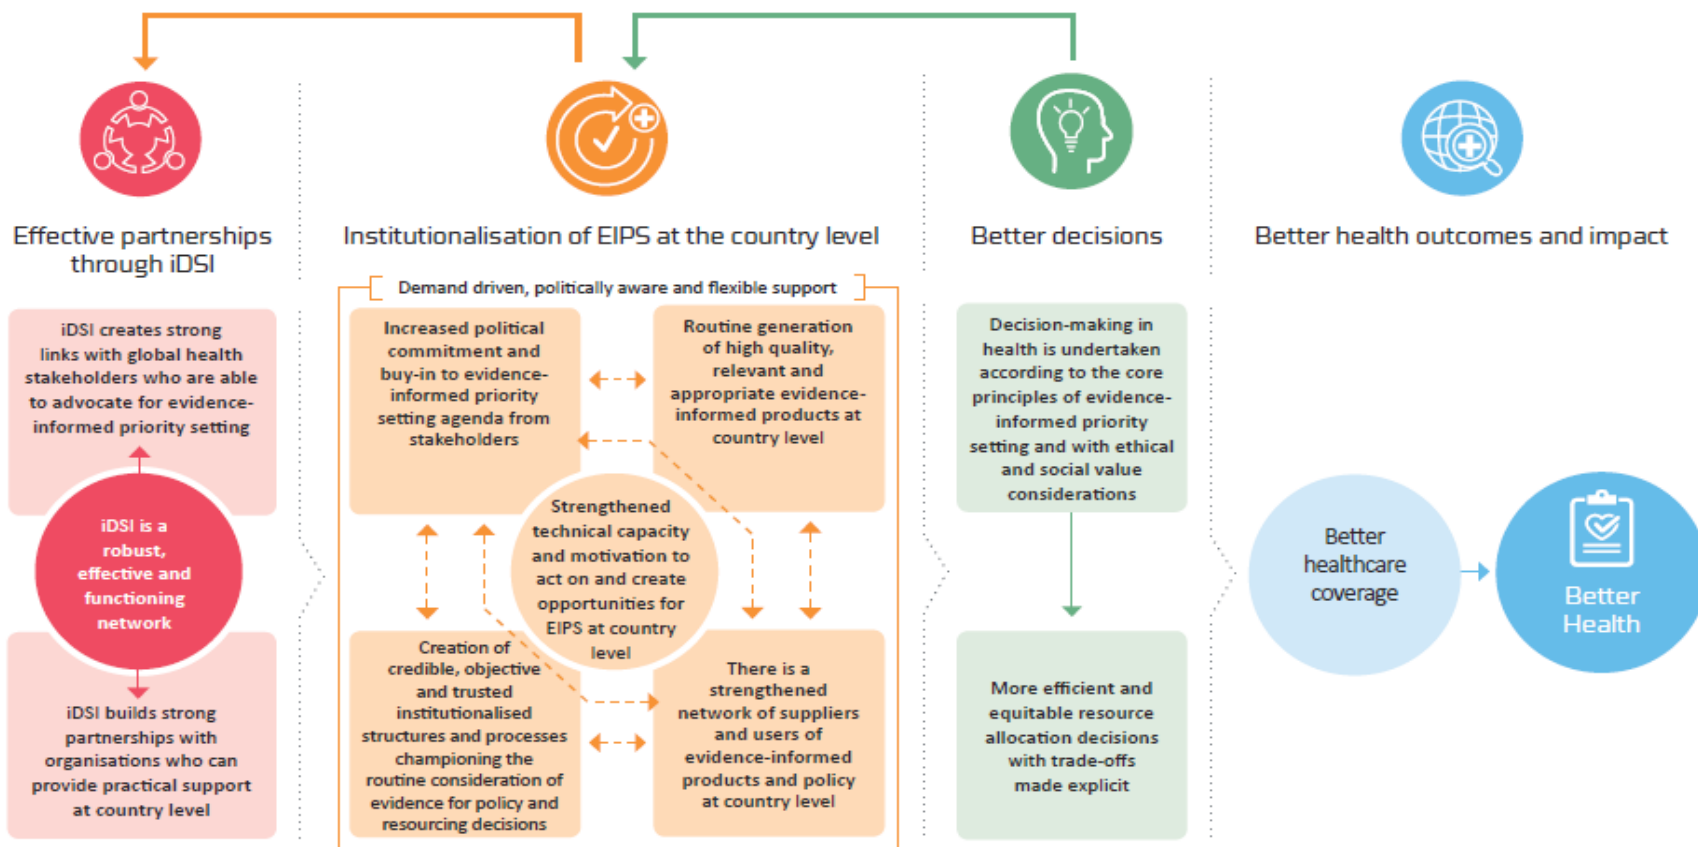 Effective partnerships
through iDSI
Institutionalisation of EIPS at the country level
Better decisions
Better health outcomes and impact
iDSI creates strong
links with global health
stakeholders who are able
to advocate for evidence-
informed priority setting
iDSI is a
robust,
effective and
functioning
network
iDSI builds strong
partnerships with
organisations who can
provide practical support
at country level
Demand driven, politically aware and flexible support
Increased political
commitment and
buy-in to evidence-
informed priority
setting agenda from
stakeholders
Routine generation
of high quality,
relevant and
appropriate evidence-
informed products at
country level
Strengthened
technical capacity
and motivation to
act on and create
opportunities for
EIPS at country
level
Creation of
credible, objective
and trusted
institutionalised
structures and processes
championing the
routine consideration of
evidence for policy and
resourcing decisions
There is a
strengthened
network of suppliers
and users of
evidence-informed
products and policy
at country level
Decision-making in
health is undertaken
according to the core
principles of evidence-
informed priority
setting and with ethical
and social value
considerations
More efficient and
equitable resource
allocation decisions
with trade-offs
made explicit
Better
healthcare
coverage
Better
Health